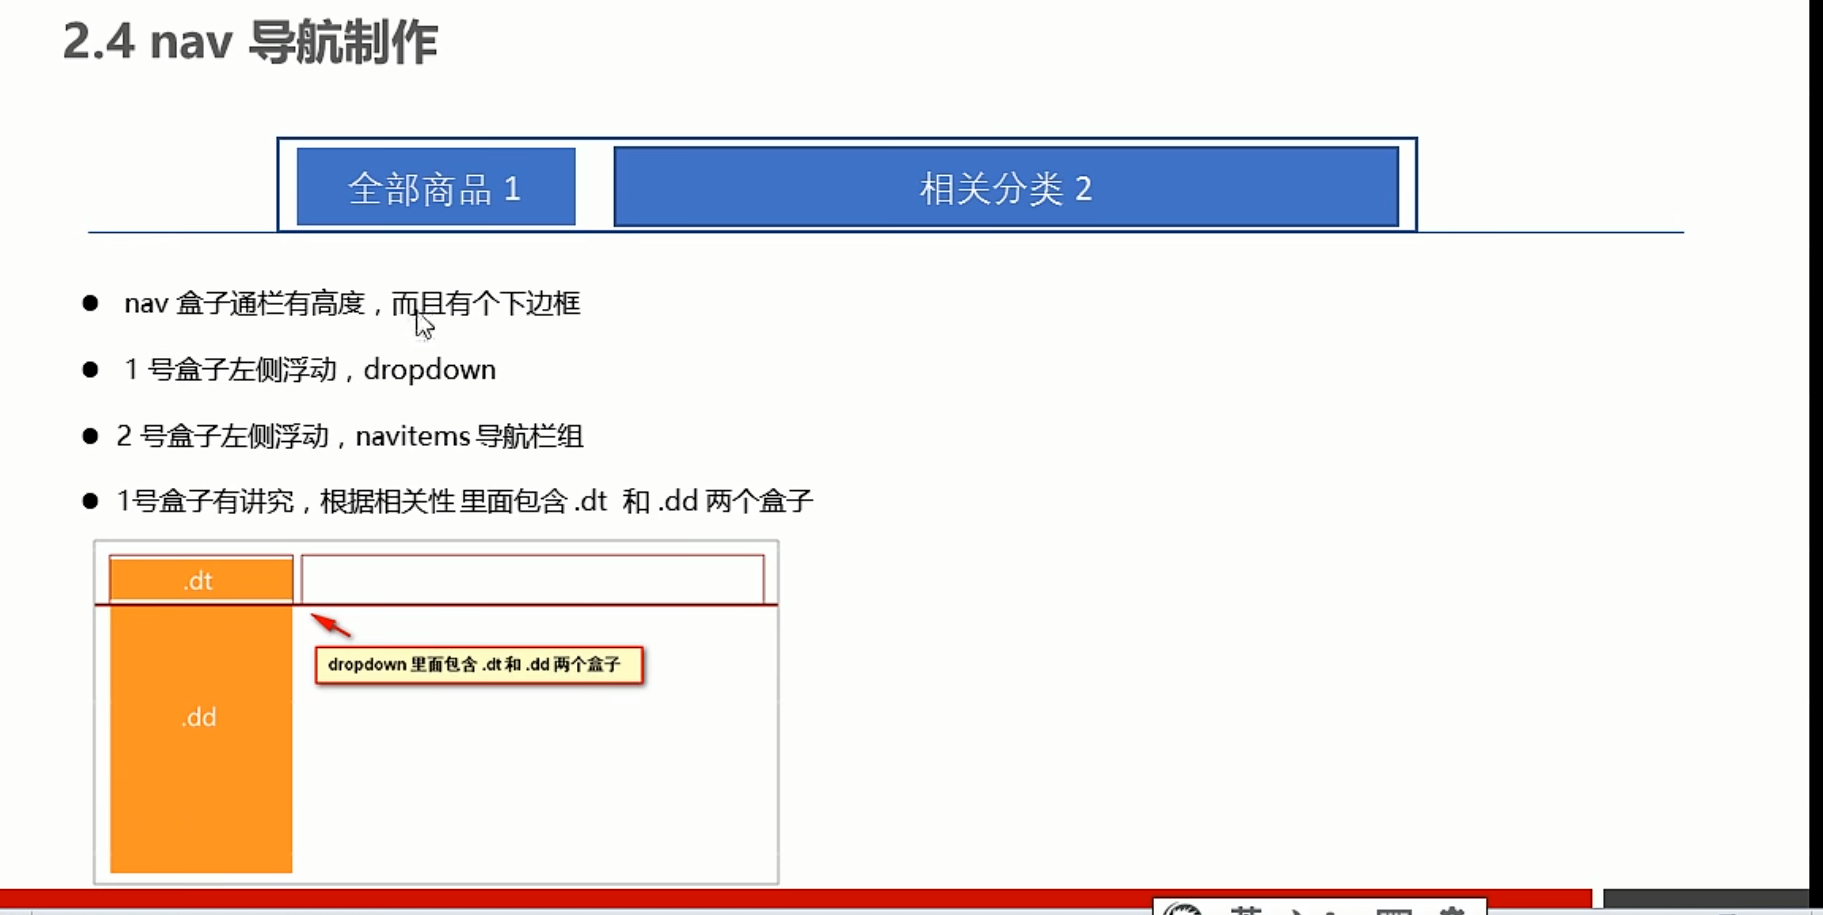 2.4 nav 导航制作
全部商品 1
相关分类 2
nav 盒子通栏有高度，而且有个下边框
1 号盒子左侧浮动，dropdown
2 号盒子左侧浮动，navitems 导航栏组
1号盒子有讲究，根据相关性 里面包含 .dt 和 .dd 两个盒子
.dt
dropdown 里面包含 .dt 和 .dd 两个盒子
.dd